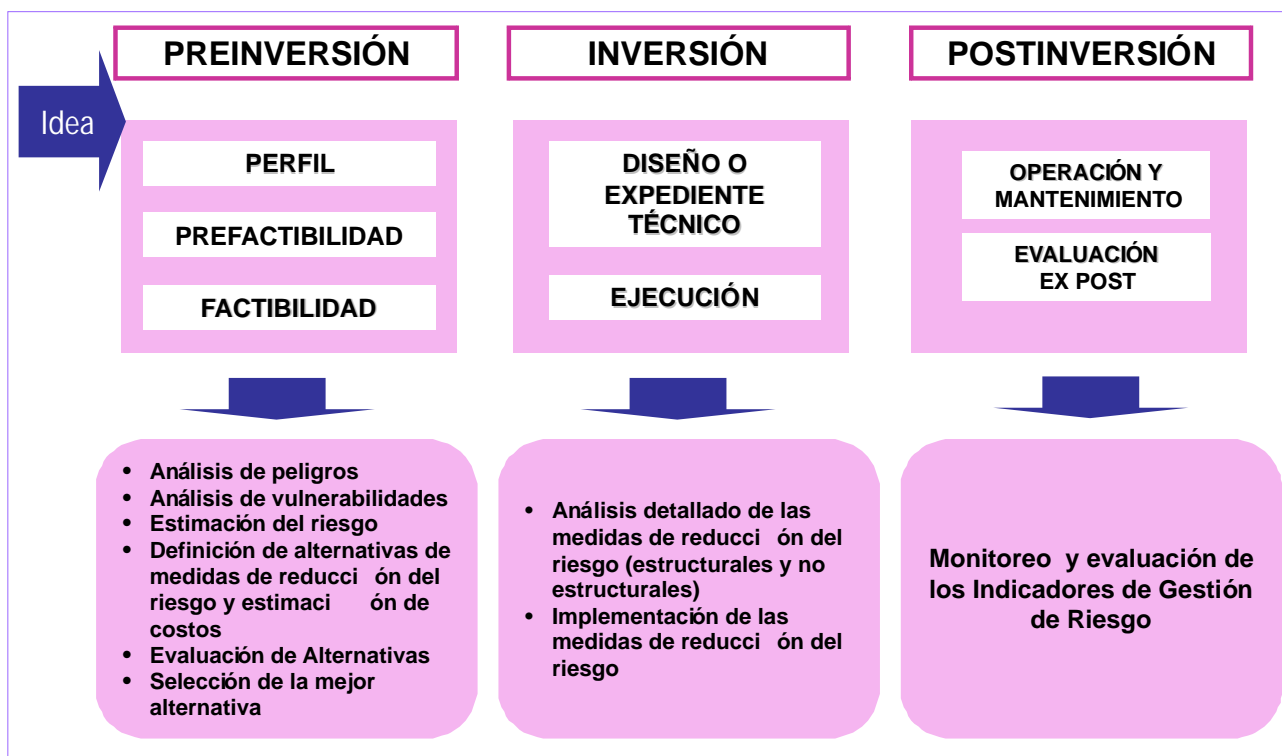 PREINVERSIÓN
INVERSIÓN
POSTINVERSIÓN
Idea
PERFIL
PREFACTIBILIDAD
FACTIBILIDAD
DISEÑO O
EXPEDIENTE
TÉCNICO
EJECUCIÓN
OPERACIÓN Y
MANTENIMIENTO
EVALUACIÓN
EX POST
• Análisis de peligros
• Análisis de vulnerabilidades
• Estimación del riesgo
• Definición de alternativas de
medidas de reducci ón del
riesgo y estimaci ón de
costos
• Evaluación de Alternativas
• Selección de la mejor
alternativa
• Análisis detallado de las
medidas de reducci ón del
riesgo (estructurales y no
estructurales)
• Implementación de las
medidas de reducci ón del
riesgo
Monitoreo y evaluación de
los Indicadores de Gestión
de Riesgo